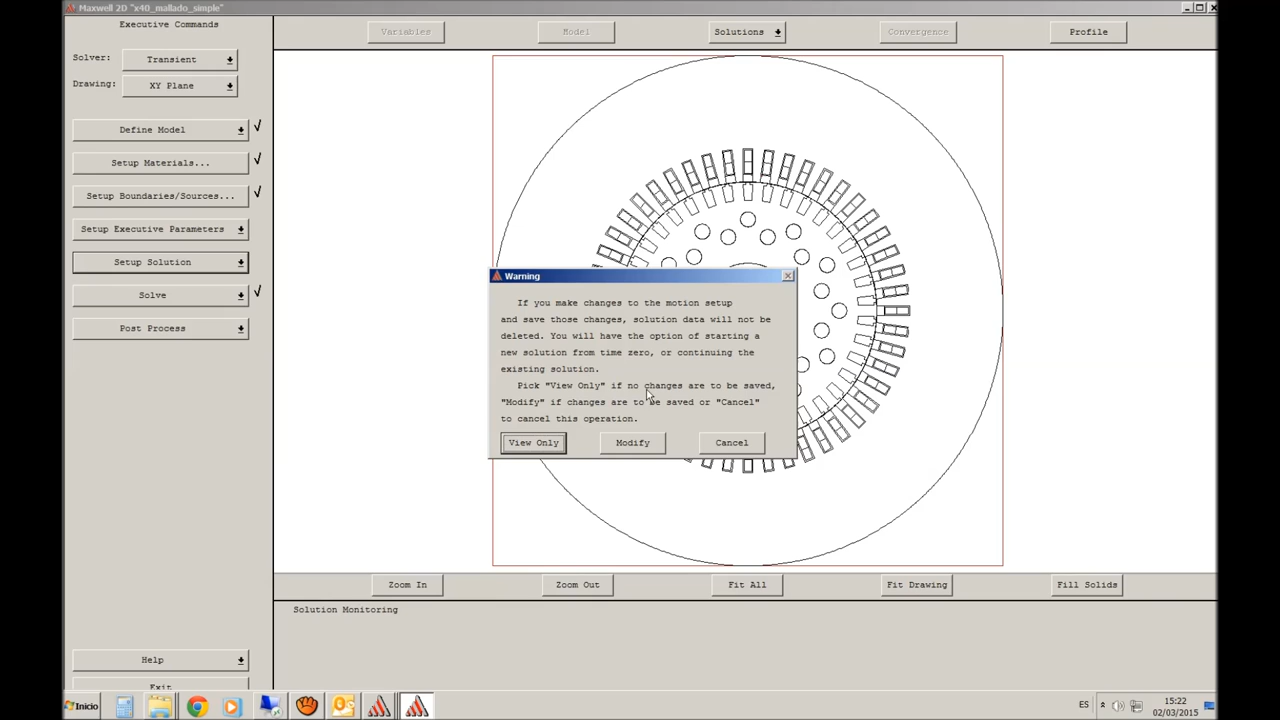 Maxwell 2D "x40_mallado_simple"
Executive Commands
Solver: Transient
Drawing: XY Plane
Define Model
Setup Materials...
Setup Boundaries/Sources...
Setup Executive Parameters
Setup Solution
Solve
Post Process
Help
Exit
Variables
Model
Solutions
Convergence
Profile
Warning
If you make changes to the motion setup
and save those changes, solution data will not be
deleted. You will have the option of starting a
new solution from time zero, or continuing the
existing solution.
Pick "View Only" if no changes are to be saved,
"Modify" if changes are to be saved or "Cancel"
to cancel this operation.
View Only
Modify
Cancel
Zoom In
Zoom Out
Fit All
Fit Drawing
Fill Solids
Solution Monitoring
Inicio
ES
15:22
02/03/2015